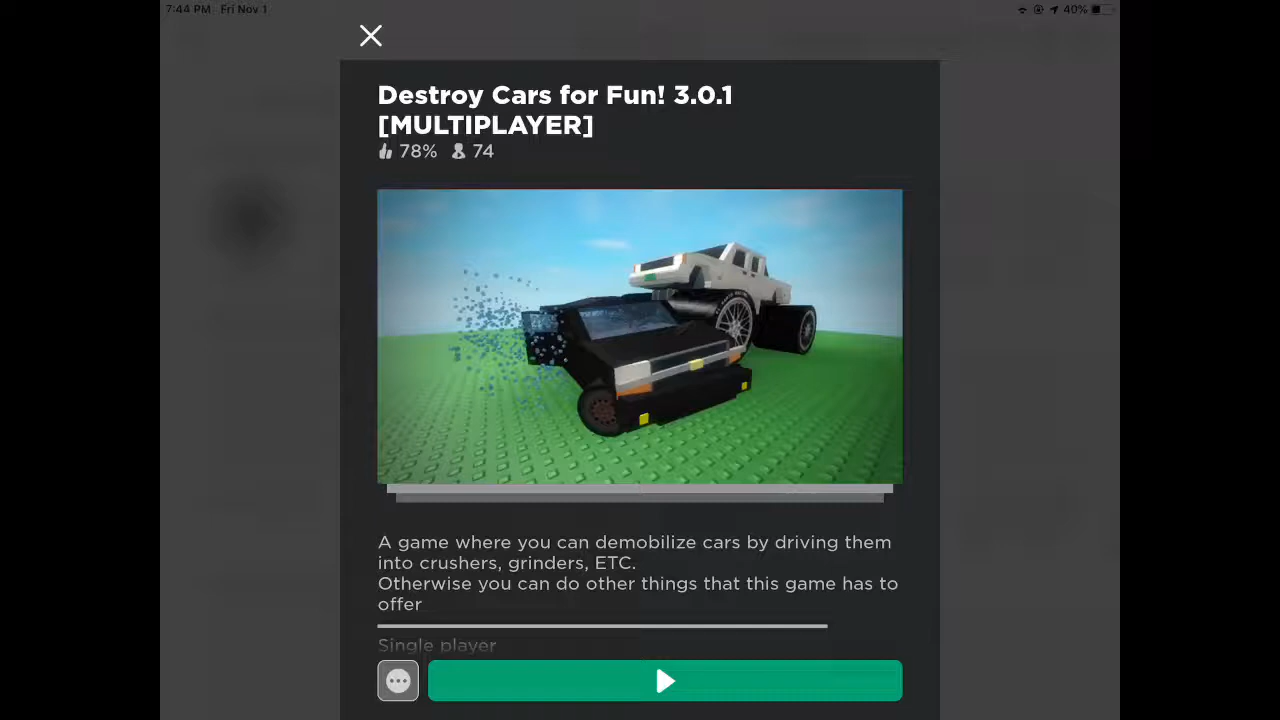 7:44 PM Fri Nov 1
40%
Destroy Cars for Fun! 3.0.1
[MULTIPLAYER]
78% 74
A game where you can demobilize cars by driving them
into crushers, grinders, ETC.
Otherwise you can do other things that this game has to
offer
Single player